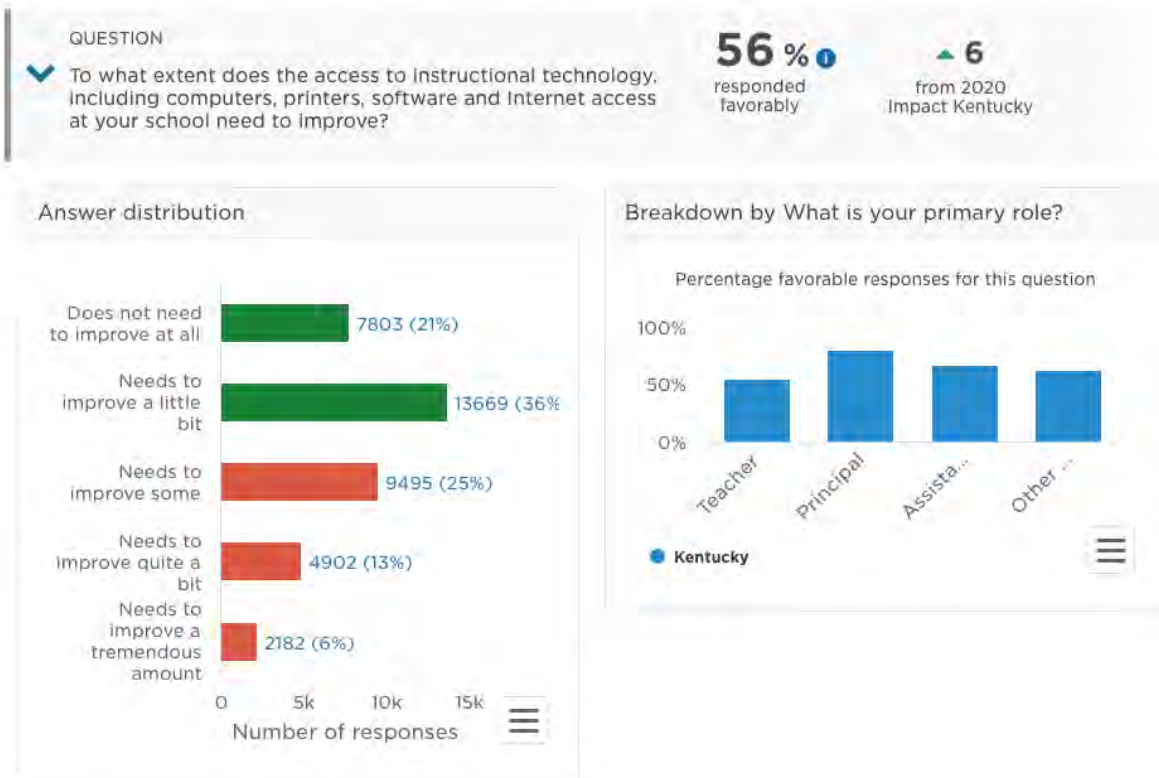 QUESTION
To what extent does the access to instructional technology,
including computers, printers, software and Internet access
at your school need to improve?
56 % i
responded
favorably
6
from 2020
Impact Kentucky
Answer distribution
Does not need
to improve at all
7803 (21%)
Needs to
improve a little
bit
13669 (36%
Needs to
improve some
9495 (25%)
Needs to
improve quite a
bit
4902 (13%)
Needs to
improve a
tremendous
amount
2182 (6%)
0 5k 10k 15k
Number of responses
Breakdown by What is your primary role?
Percentage favorable responses for this question
100%
50%
0%
Teacher
Principal
Assista...
Other ...
Kentucky